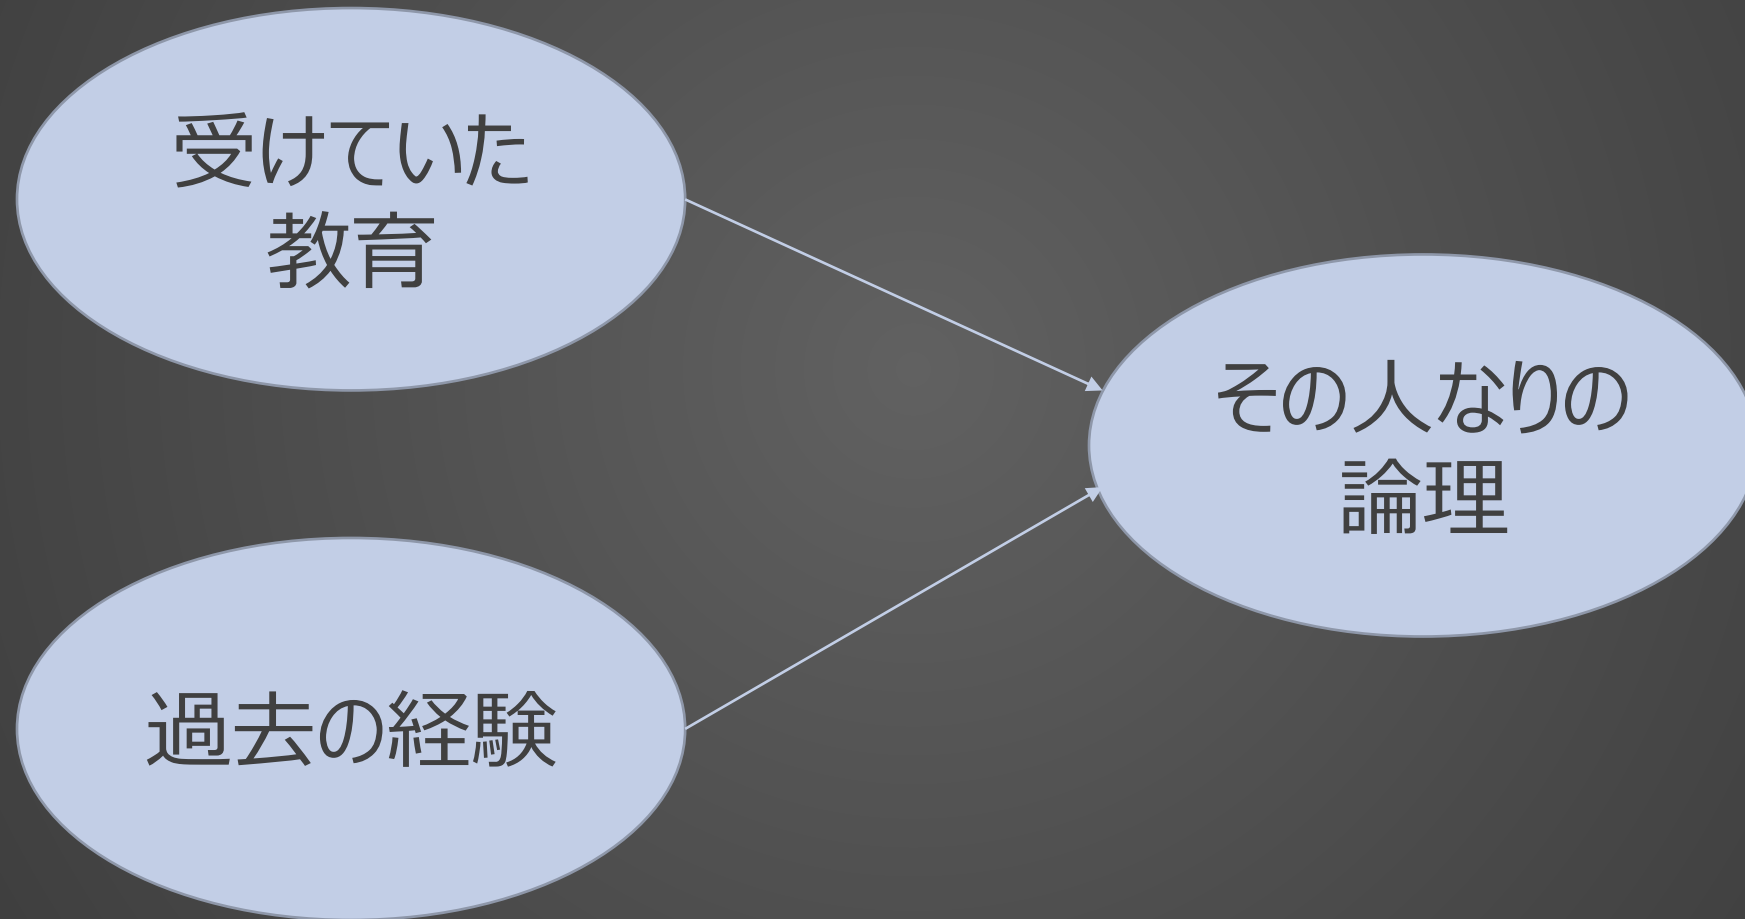 受けていた
教育
その人なりの
論理
過去の経験